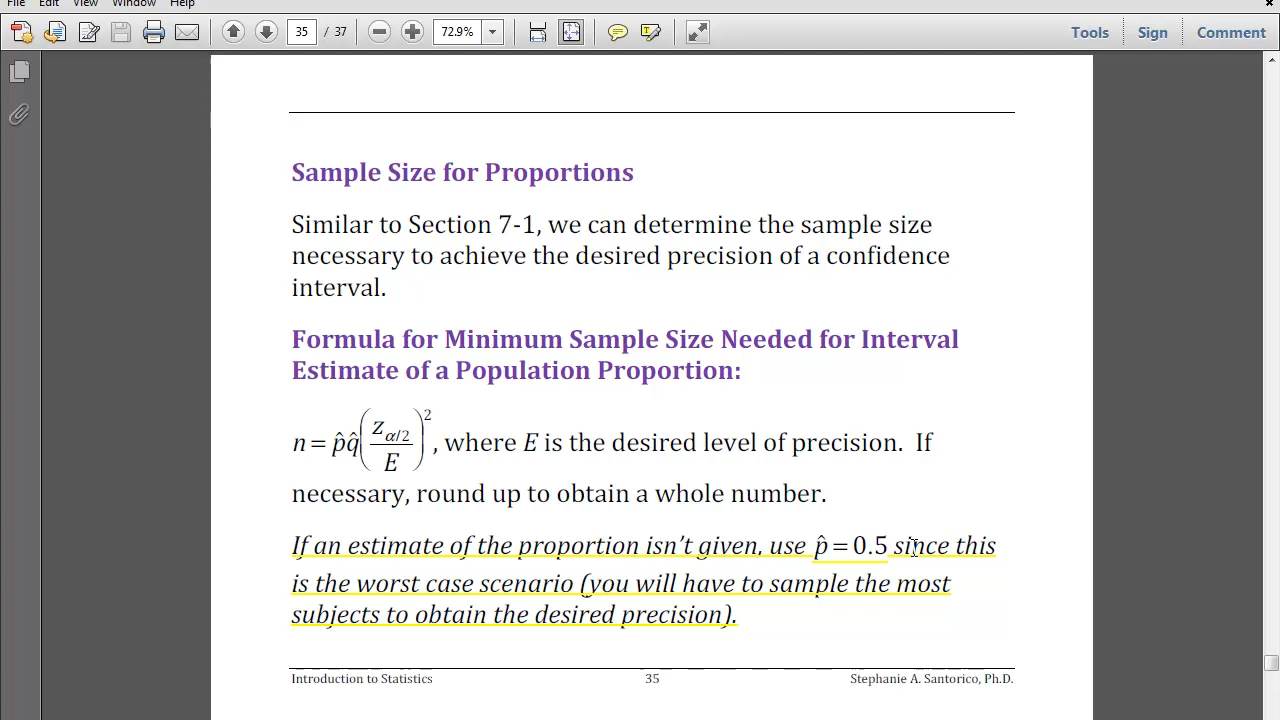 File Edit View Window Help
35 / 37 72.9% Tools Sign Comment
Sample Size for Proportions
Similar to Section 7-1, we can determine the sample size
necessary to achieve the desired precision of a confidence
interval.
Formula for Minimum Sample Size Needed for Interval
Estimate of a Population Proportion:
n = p̂q̂(z_{α/2}/E)², where E is the desired level of precision. If
necessary, round up to obtain a whole number.
If an estimate of the proportion isn't given, use p̂ = 0.5 since this
is the worst case scenario (you will have to sample the most
subjects to obtain the desired precision).
Introduction to Statistics 35 Stephanie A. Santorico, Ph.D.